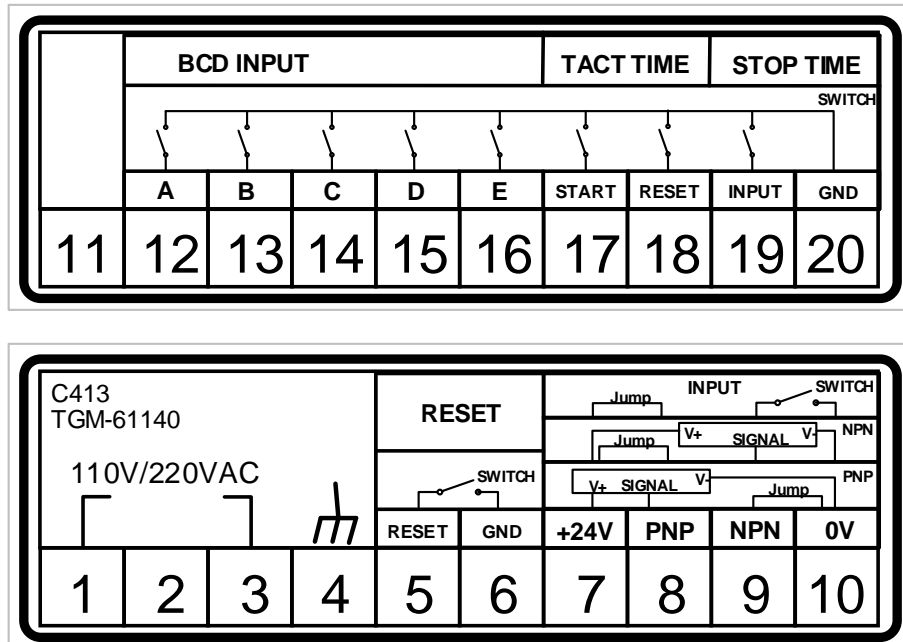 BCD INPUT TACT TIME STOP TIME
SWITCH
A B C D E START RESET INPUT GND
11 12 13 14 15 16 17 18 19 20
C413
TGM-61140
110V/220VAC
RESET
SWITCH
RESET GND
INPUT
Jump SWITCH
Jump V+ SIGNAL V- NPN
V+ SIGNAL V- Jump PNP
+24V PNP NPN 0V
1 2 3 4 5 6 7 8 9 10